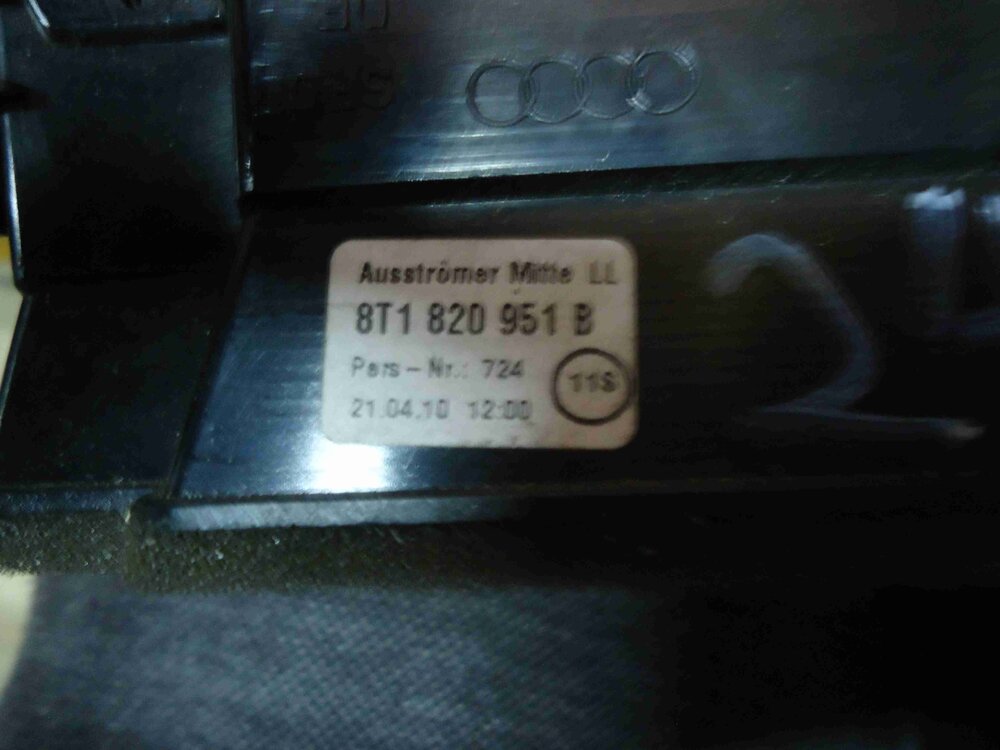 Ausströmer Mitte LL
8T1 820 951 B
Pers-Nr.: 724
11S
21.04.10 12:00